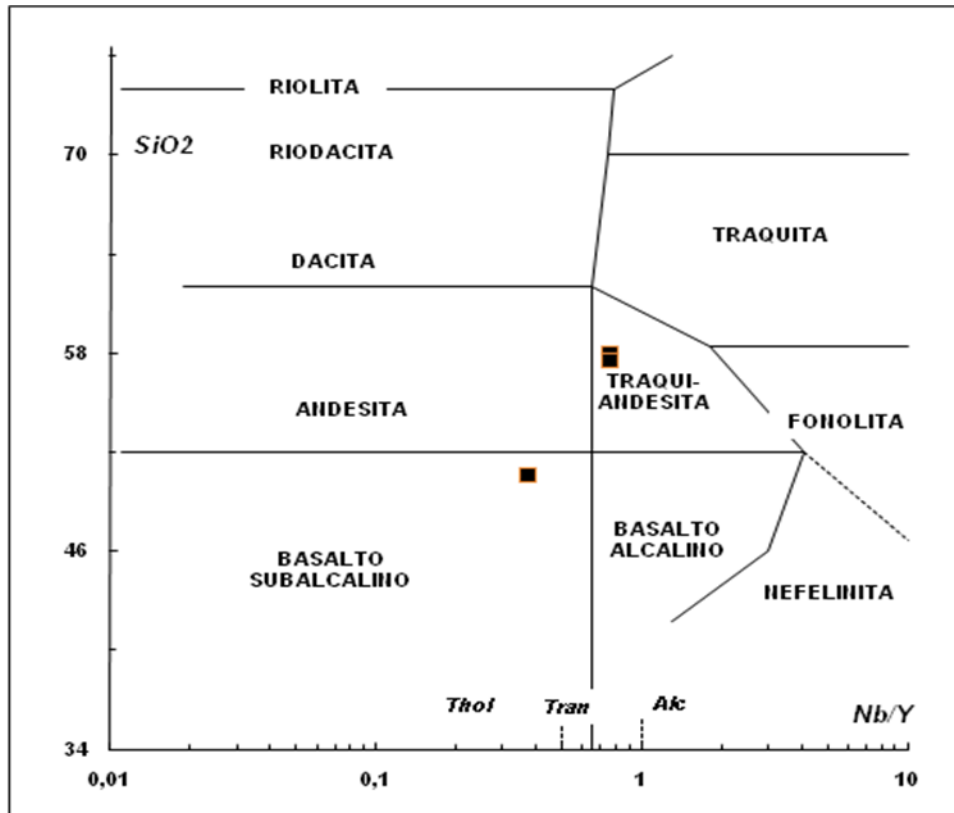 RIOLITA
SiO2
70
RIODACITA
TRAQUITA
DACITA
58
TRAQUI-
ANDESITA
ANDESITA
FONOLITA
46
BASALTO
ALCALINO
BASALTO
SUBALCALINO
NEFELINITA
Thol
Tran
Alc
Nb/Y
34
0,01
0,1
1
10